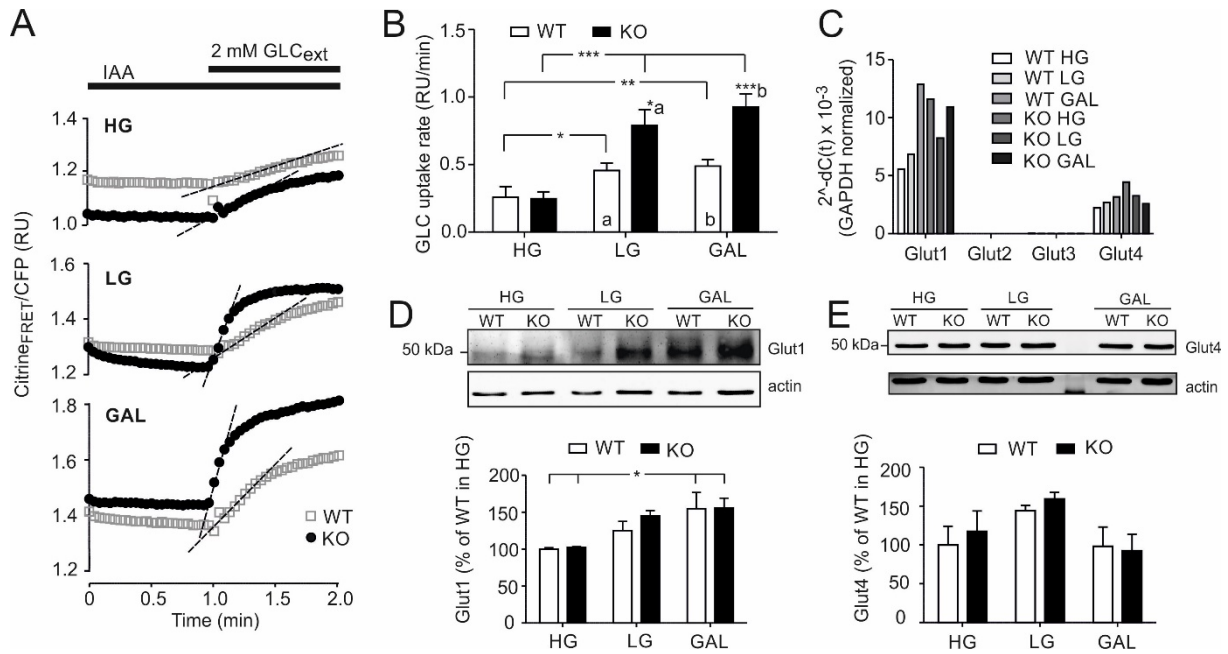 A
2 mM GLCext
IAA
HG
1.4
1.2
1.0
LG
1.6
1.4
1.2
GAL
1.8
1.6
1.4
1.2
WT
KO
0 0.5 1.0 1.5 2.0
Time (min)
CitrineFRET/CFP (RU)
B
WT KO
GLC uptake rate (RU/min)
1.5
1.0
0.5
0.0
***
**
*
*a
***b
a
b
HG LG GAL
C
2^-dC(t) x 10-3
(GAPDH normalized)
15
10
5
0
WT HG
WT LG
WT GAL
KO HG
KO LG
KO GAL
Glut1 Glut2 Glut3 Glut4
D
HG LG GAL
WT KO WT KO WT KO
50 kDa
Glut1
actin
WT KO
Glut1 (% of WT in HG)
200
150
100
50
0
*
HG LG GAL
E
HG LG GAL
WT KO WT KO WT KO
50 kDa
Glut4
actin
WT KO
Glut4 (% of WT in HG)
200
150
100
50
0
HG LG GAL